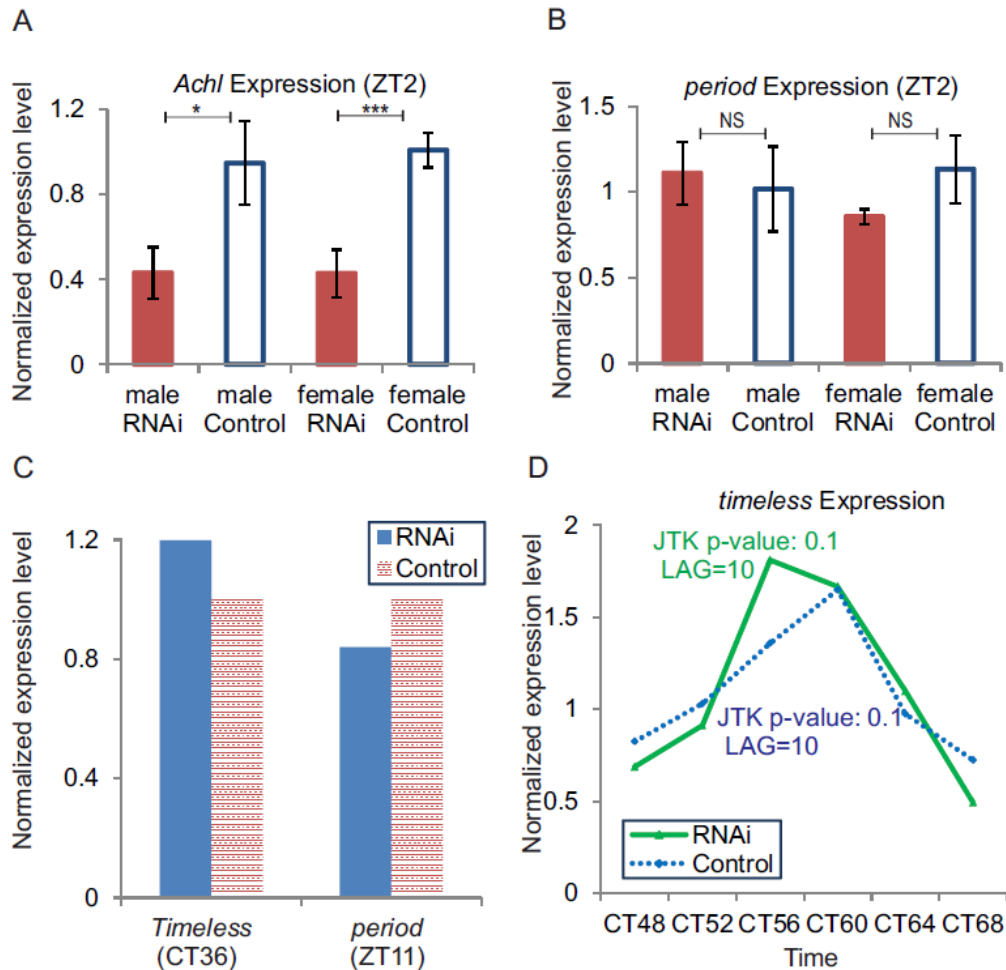 A
Achl Expression (ZT2)
Normalized expression level
1.2
0.8
0.4
0
*
***
male
RNAi
male
Control
female
RNAi
female
Control
B
period Expression (ZT2)
Normalized expression level
1.5
1
0.5
0
NS
NS
male
RNAi
male
Control
female
RNAi
female
Control
C
Normalized expression level
1.2
0.8
0.4
0
RNAi
Control
Timeless
(CT36)
period
(ZT11)
D
timeless Expression
Normalized expression level
2
1.5
1
0.5
0
JTK p-value: 0.1
LAG=10
JTK p-value: 0.1
LAG=10
RNAi
Control
CT48 CT52 CT56 CT60 CT64 CT68
Time